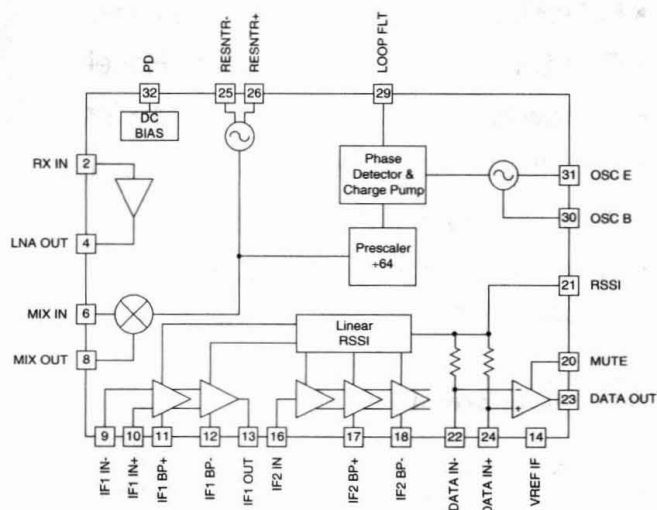 PD
RESNTR-
RESNTR+
LOOP FLT
32
25
26
29
DC
BIAS
RX IN
2
Phase
Detector &
Charge Pump
31
OSC E
30
OSC B
LNA OUT
4
Prescaler
÷64
21
RSSI
MIX IN
6
Linear
RSSI
MIX OUT
8
20
MUTE
-
+
23
DATA OUT
9
10
11
12
13
16
17
18
22
24
14
IF1 IN-
IF1 IN+
IF1 BP+
IF1 BP-
IF1 OUT
IF2 IN
IF2 BP+
IF2 BP-
DATA IN-
DATA IN+
VREF IF